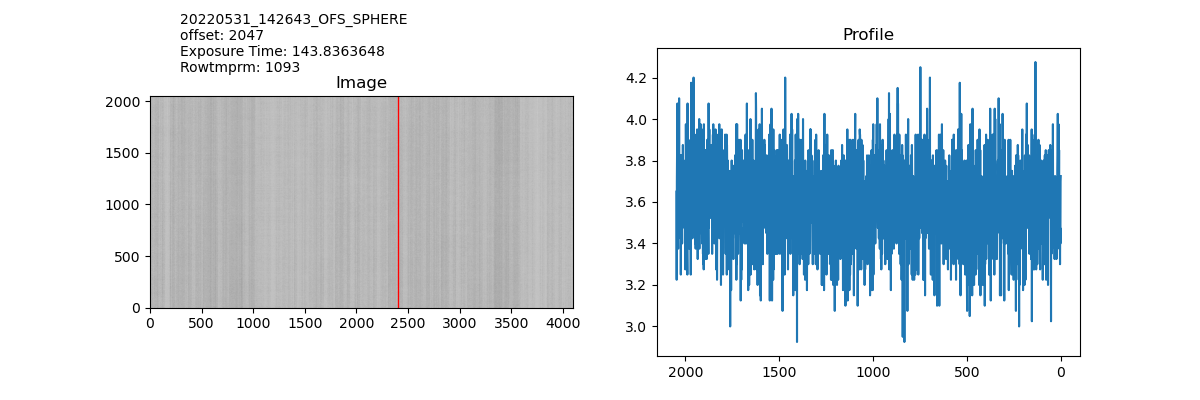 20220531_142643_OFS_SPHERE
offset: 2047
Exposure Time: 143.8363648
Rowtmprm: 1093
Image
2000
1500
1000
500
0
0 500 1000 1500 2000 2500 3000 3500 4000
Profile
4.2
4.0
3.8
3.6
3.4
3.2
3.0
2000 1500 1000 500 0